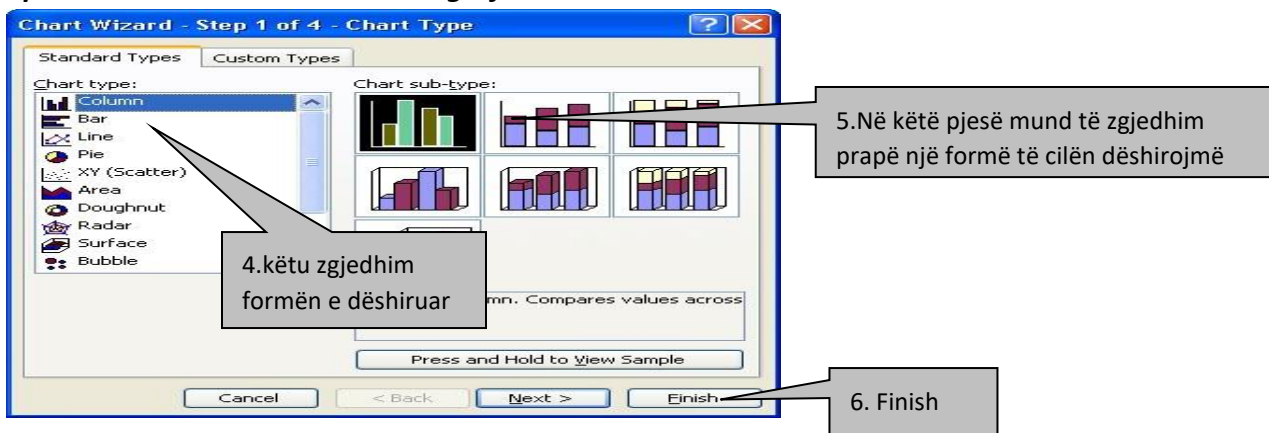 Chart Wizard - Step 1 of 4 - Chart Type
Standard Types
Custom Types
Chart type:
Column
Bar
Line
Pie
XY (Scatter)
Area
Doughnut
Radar
Surface
Bubble
Chart sub-type:
4.këtu zgjedhim
formën e dëshiruar
5.Në këtë pjesë mund të zgjedhim
prapë një formë të cilën dëshirojmë
Compares values across
Press and Hold to View Sample
Cancel
< Back
Next >
Finish
6. Finish